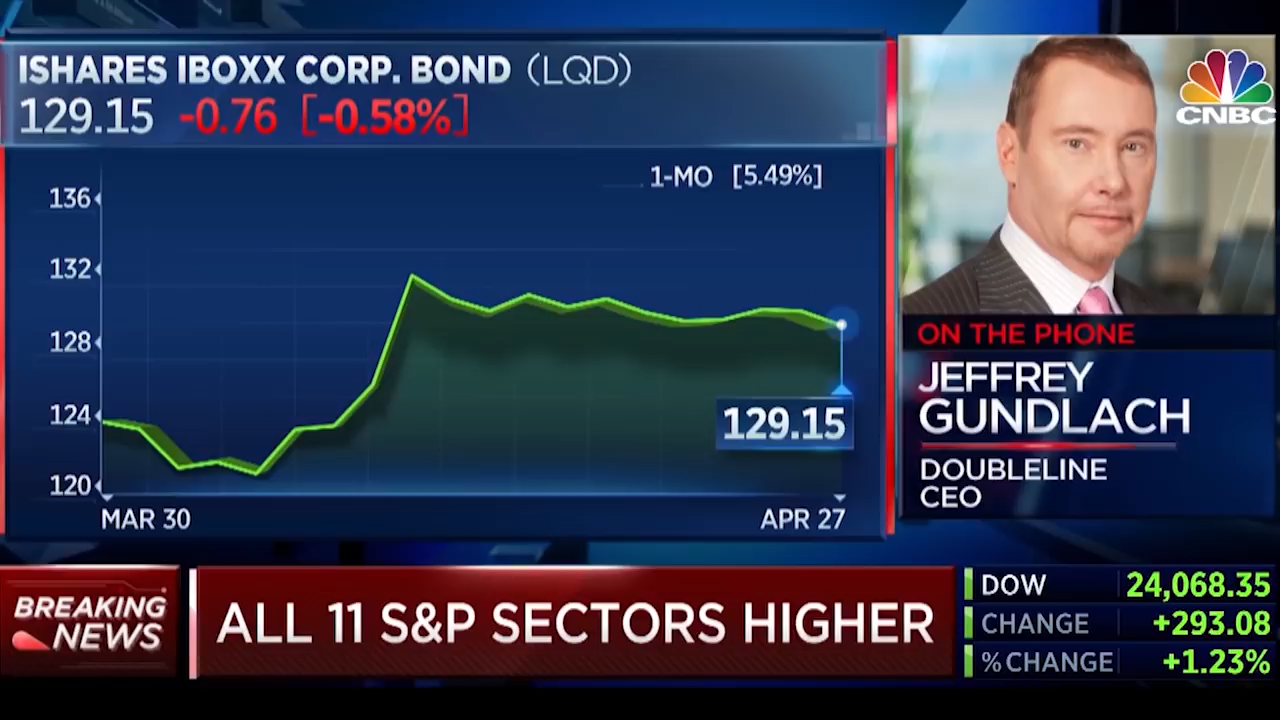 ISHARES IBOXX CORP. BOND (LQD)
129.15 -0.76 [-0.58%]
1-MO [5.49%]
136
132
128
124
120
129.15
MAR 30
APR 27
CNBC
ON THE PHONE
JEFFREY
GUNDLACH
DOUBLELINE
CEO
BREAKING
NEWS
ALL 11 S&P SECTORS HIGHER
DOW 24,068.35
CHANGE +293.08
% CHANGE +1.23%